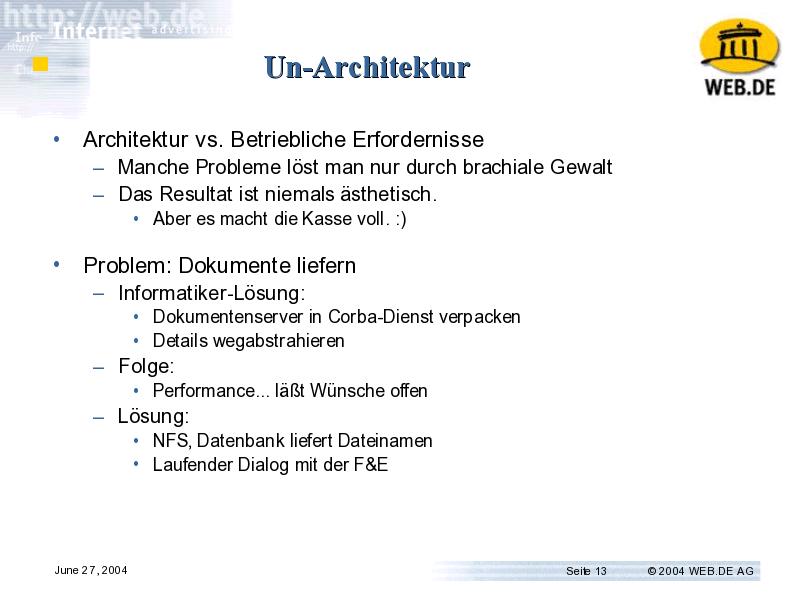 http://web.de
Internet advertising
Info
http://
Un-Architektur
WEB.DE
• Architektur vs. Betriebliche Erfordernisse
– Manche Probleme löst man nur durch brachiale Gewalt
– Das Resultat ist niemals ästhetisch.
• Aber es macht die Kasse voll. :)
• Problem: Dokumente liefern
– Informatiker-Lösung:
• Dokumentenserver in Corba-Dienst verpacken
• Details wegabstrahieren
– Folge:
• Performance... läßt Wünsche offen
– Lösung:
• NFS, Datenbank liefert Dateinamen
• Laufender Dialog mit der F&E
June 27, 2004
Seite 13
© 2004 WEB.DE AG